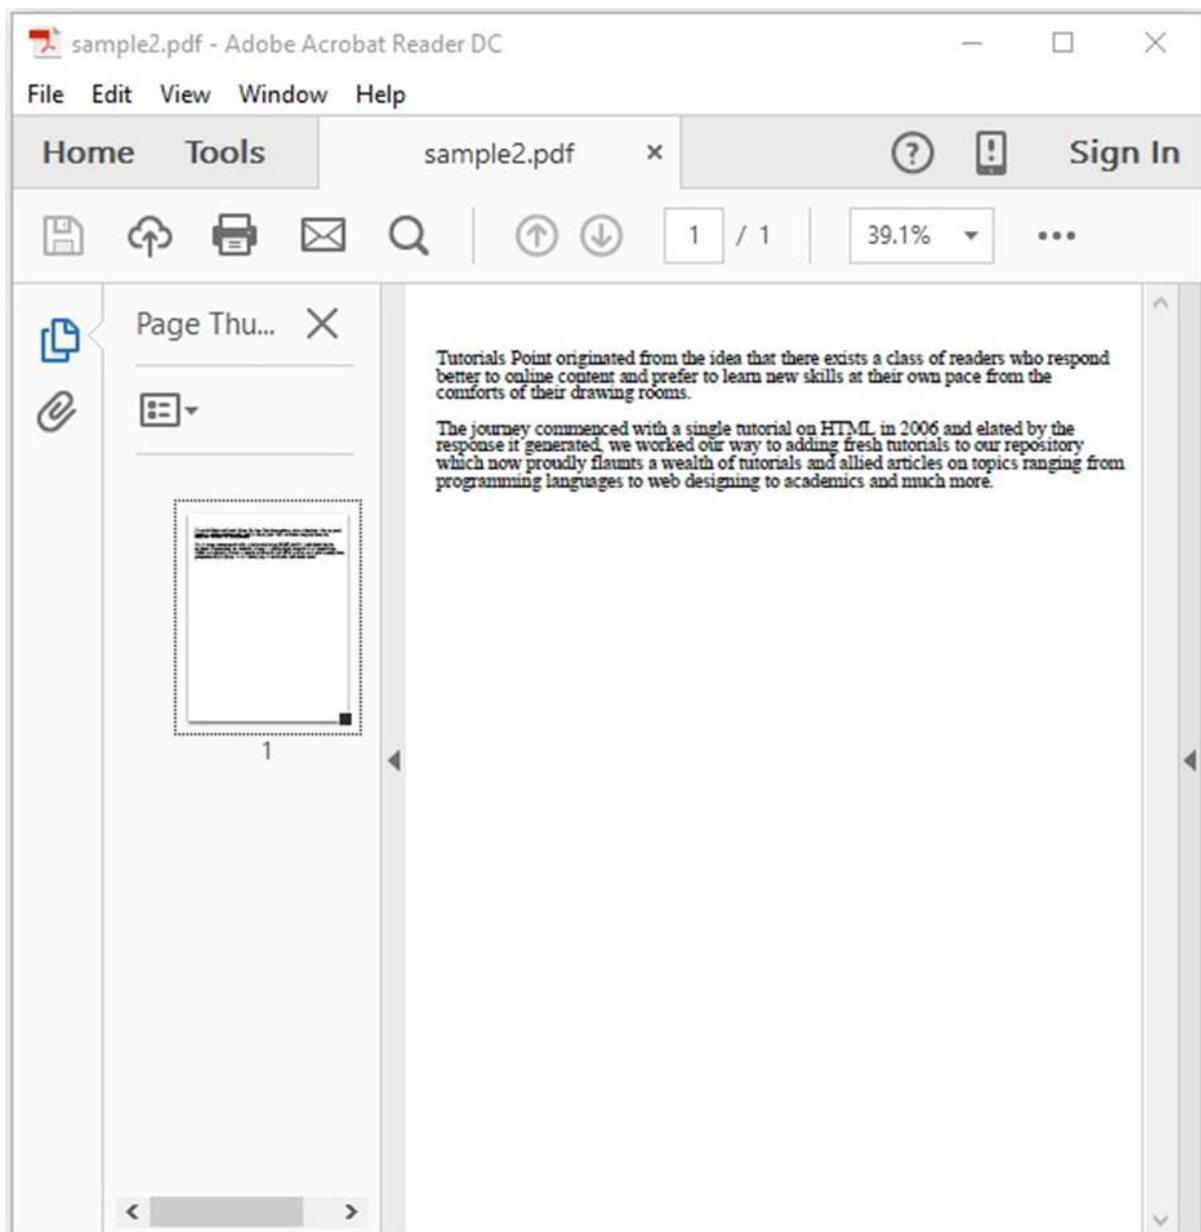 sample2.pdf - Adobe Acrobat Reader DC
File Edit View Window Help
Home Tools sample2.pdf × Sign In
1 / 1 39.1%
Page Thu...
Tutorials Point originated from the idea that there exists a class of readers who respond
better to online content and prefer to learn new skills at their own pace from the
comforts of their drawing rooms.
The journey commenced with a single tutorial on HTML in 2006 and elated by the
response it generated, we worked our way to adding fresh tutorials to our repository
which now proudly flaunts a wealth of tutorials and allied articles on topics ranging from
programming languages to web designing to academics and much more.
1